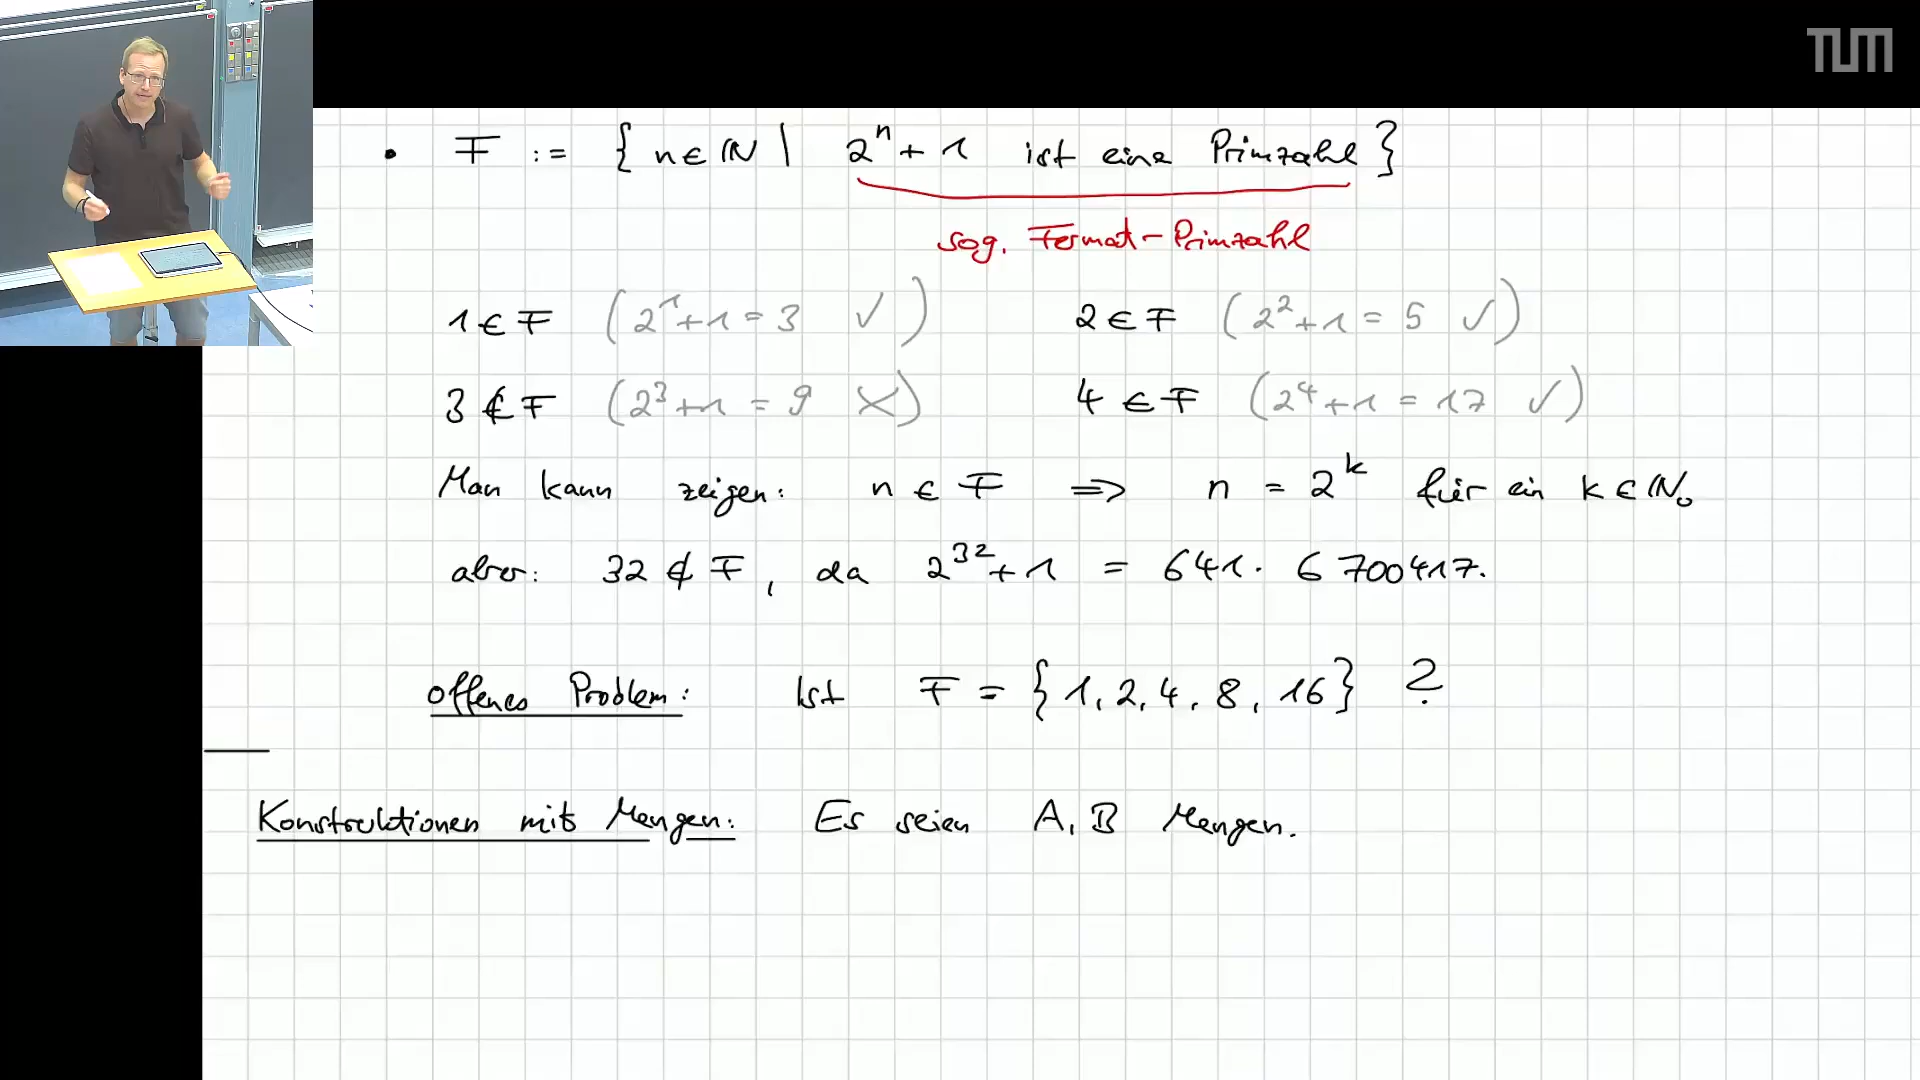 TUM
• F := { n ∈ ℕ | 2ⁿ + 1 ist eine Primzahl }
sog. Fermat-Primzahl
1 ∈ F (2¹+1 = 3 ✓) 2 ∈ F (2²+1 = 5 ✓)
3 ∉ F (2³+1 = 9 ×) 4 ∈ F (2⁴+1 = 17 ✓)
Man kann zeigen: n ∈ F ⇒ n = 2ᵏ für ein k ∈ ℕ₀
aber: 32 ∉ F, da 2³²+1 = 641 · 6 700417.
offenes Problem: Ist F = {1, 2, 4, 8, 16} ?
Konstruktionen mit Mengen: Es seien A, B Mengen.